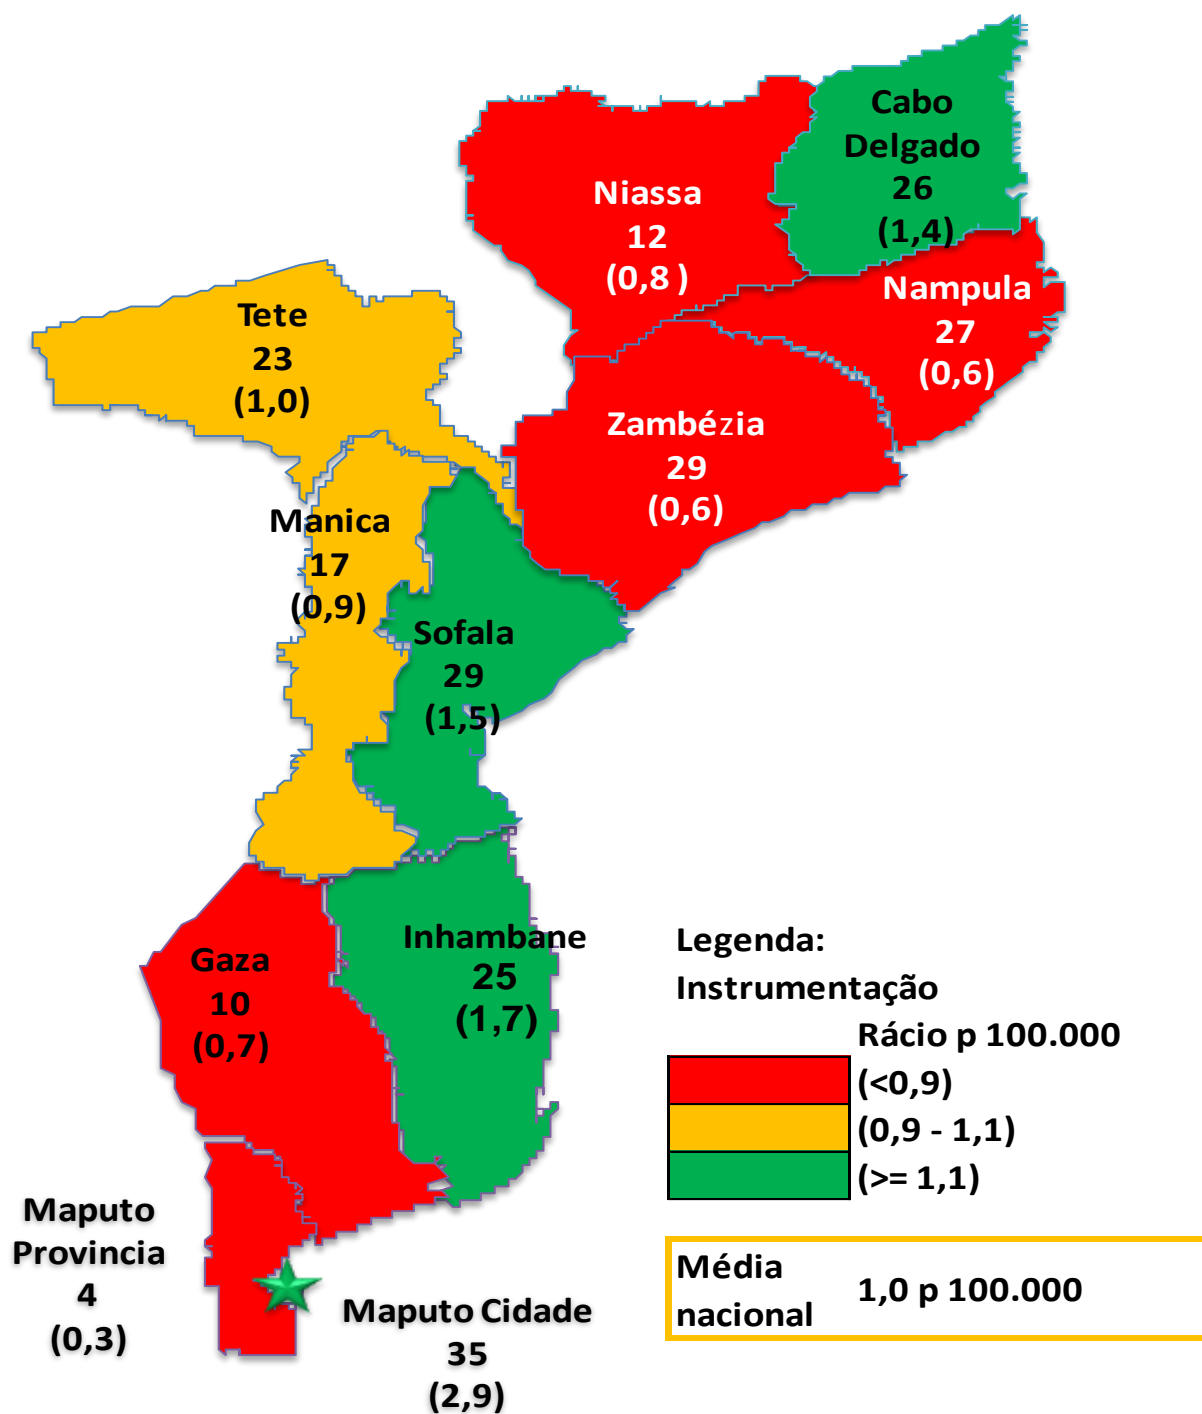 Cabo
Delgado
26
(1,4)
Niassa
12
(0,8 )
Nampula
27
(0,6)
Tete
23
(1,0)
Zambézia
29
(0,6)
Manica
17
(0,9)
Sofala
29
(1,5)
Inhambane
25
(1,7)
Gaza
10
(0,7)
Maputo
Provincia
4
(0,3)
Maputo Cidade
35
(2,9)
Legenda:
Instrumentação
Rácio p 100.000
(<0,9)
(0,9 - 1,1)
(>= 1,1)
Média
nacional
1,0 p 100.000